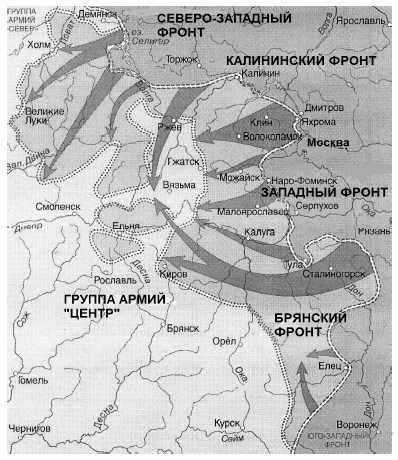 ГРУППА
АРМИЙ
"СЕВЕР"
Демянск
СЕВЕРО-ЗАПАДНЫЙ
ФРОНТ
Ярославль
Волга
Холм
Ловать
оз.
Селигер
Торжок
КАЛИНИНСКИЙ ФРОНТ
Калинин
Великие
Луки
Волга
Дмитров
Клин
Яхрома
Ржев
Волоколамск
Москва
Зап. Двина
Гжатск
Можайск
Наро-Фоминск
Вязьма
ЗАПАДНЫЙ ФРОНТ
Смоленск
Малоярославец
Серпухов
Ока
Днепр
Ельня
Калуга
Рязань
Десна
Тула
Рославль
Киров
Сталиногорск
Дон
ГРУППА АРМИЙ
"ЦЕНТР"
БРЯНСКИЙ
ФРОНТ
Сож
Брянск
Орёл
Гомель
Ока
Елец
Десна
Дон
Чернигов
Курск
Сейм
Воронеж
ЮГО-ЗАПАДНЫЙ
ФРОНТ